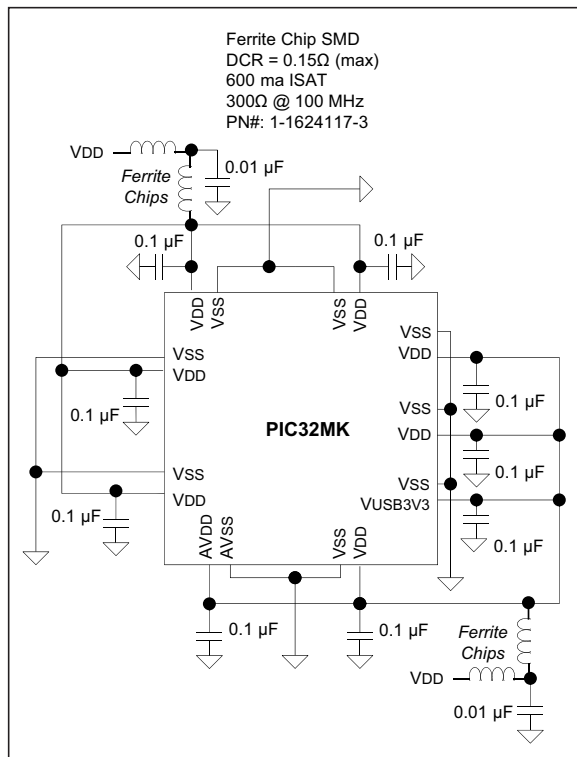 Ferrite Chip SMD
DCR = 0.15Ω (max)
600 ma ISAT
300Ω @ 100 MHz
PN#: 1-1624117-3
VDD
0.01 µF
Ferrite
Chips
0.1 µF
0.1 µF
VDD
VSS
VSS
VDD
VSS
VDD
VSS
VDD
0.1 µF
0.1 µF
VSS
VDD
PIC32MK
0.1 µF
VSS
VDD
VSS
VUSB3V3
0.1 µF
0.1 µF
AVDD
AVSS
VSS
VDD
0.1 µF
0.1 µF
Ferrite
Chips
VDD
0.01 µF